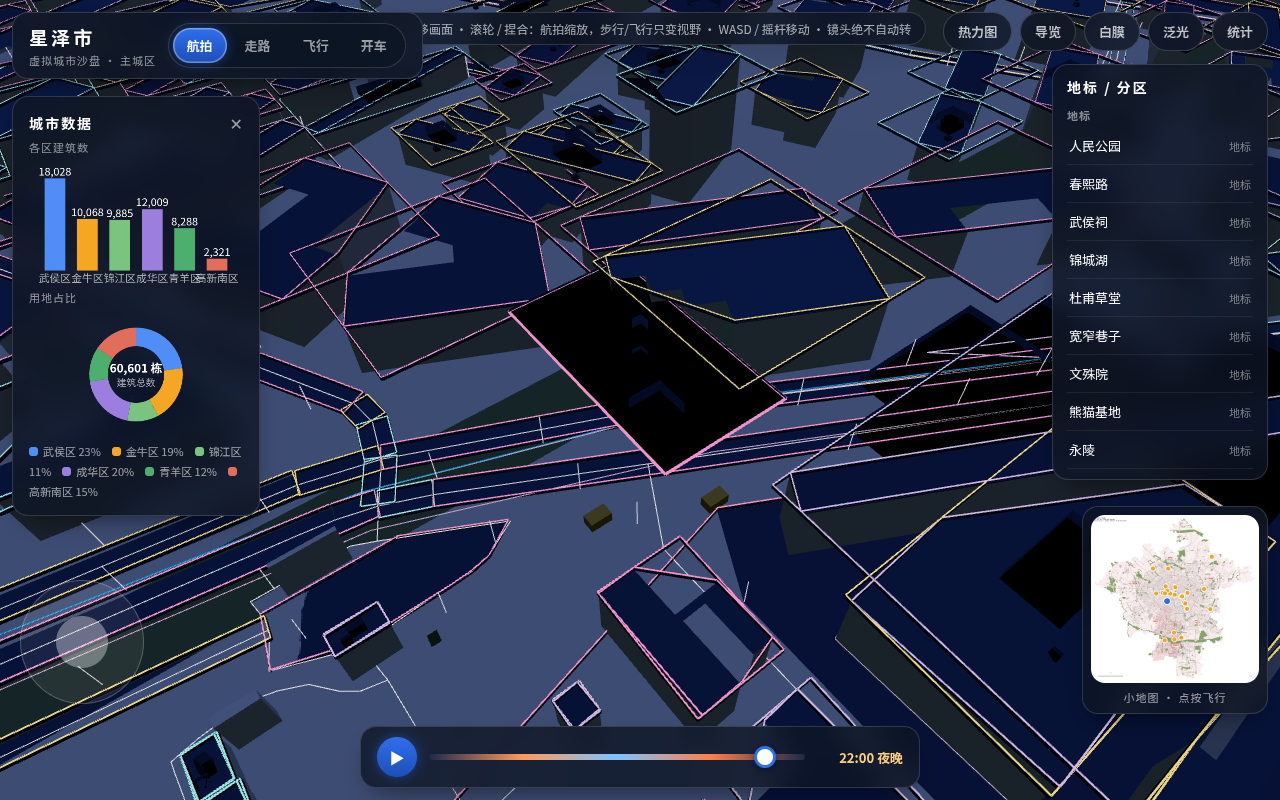 星泽市
虚拟城市沙盘 · 主城区
航拍
走路
飞行
开车
移画面 · 滚轮 / 捏合：航拍缩放，步行/飞行只变视野 · WASD / 摇杆移动 · 镜头绝不自动转
热力图
导览
白膜
泛光
统计
城市数据
✕
各区建筑数
18,028
10,068
9,885
12,009
8,288
2,321
武侯区
金牛区
锦江区
成华区
青羊区
高新南区
用地占比
60,601 栋
建筑总数
武侯区 23% 金牛区 19% 锦江区
11% 成华区 20% 青羊区 12%
高新南区 15%
地标 / 分区
地标
人民公园 地标
春熙路 地标
武侯祠 地标
锦城湖 地标
杜甫草堂 地标
宽窄巷子 地标
文殊院 地标
熊猫基地 地标
永陵 地标
小地图 · 点按飞行
22:00 夜晚